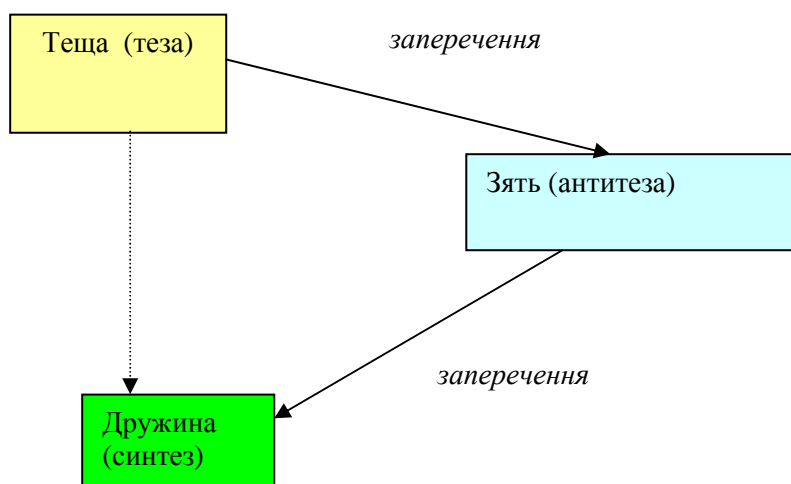 Теща (теза)
заперечення
Зять (антитеза)
заперечення
Дружина
(синтез)